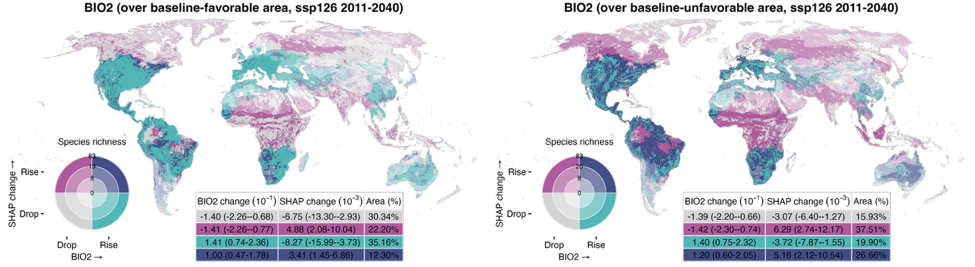 BIO2 (over baseline-favorable area, ssp126 2011-2040)
Species richness
83
18
8
0
SHAP change →
Rise
Drop
Drop
Rise
BIO2 →
BIO2 change (10⁻¹) SHAP change (10⁻³) Area (%)
-1.40 (-2.26--0.68) -6.75 (-13.30--2.93) 30.34%
-1.41 (-2.26--0.77) 4.88 (2.08-10.04) 22.20%
1.41 (0.74-2.36) -8.27 (-15.99--3.73) 35.16%
1.00 (0.47-1.78) 3.41 (1.45-6.86) 12.30%
BIO2 (over baseline-unfavorable area, ssp126 2011-2040)
Species richness
8
0
SHAP change →
Rise
Drop
Drop
Rise
BIO2 →
BIO2 change (10⁻¹) SHAP change (10⁻³) Area (%)
-1.39 (-2.20--0.66) -3.07 (-6.40--1.27) 15.93%
-1.42 (-2.30--0.74) 6.29 (2.74-12.17) 37.51%
1.40 (0.75-2.32) -3.72 (-7.87--1.55) 19.90%
1.20 (0.60-2.05) 5.16 (2.12-10.54) 26.66%